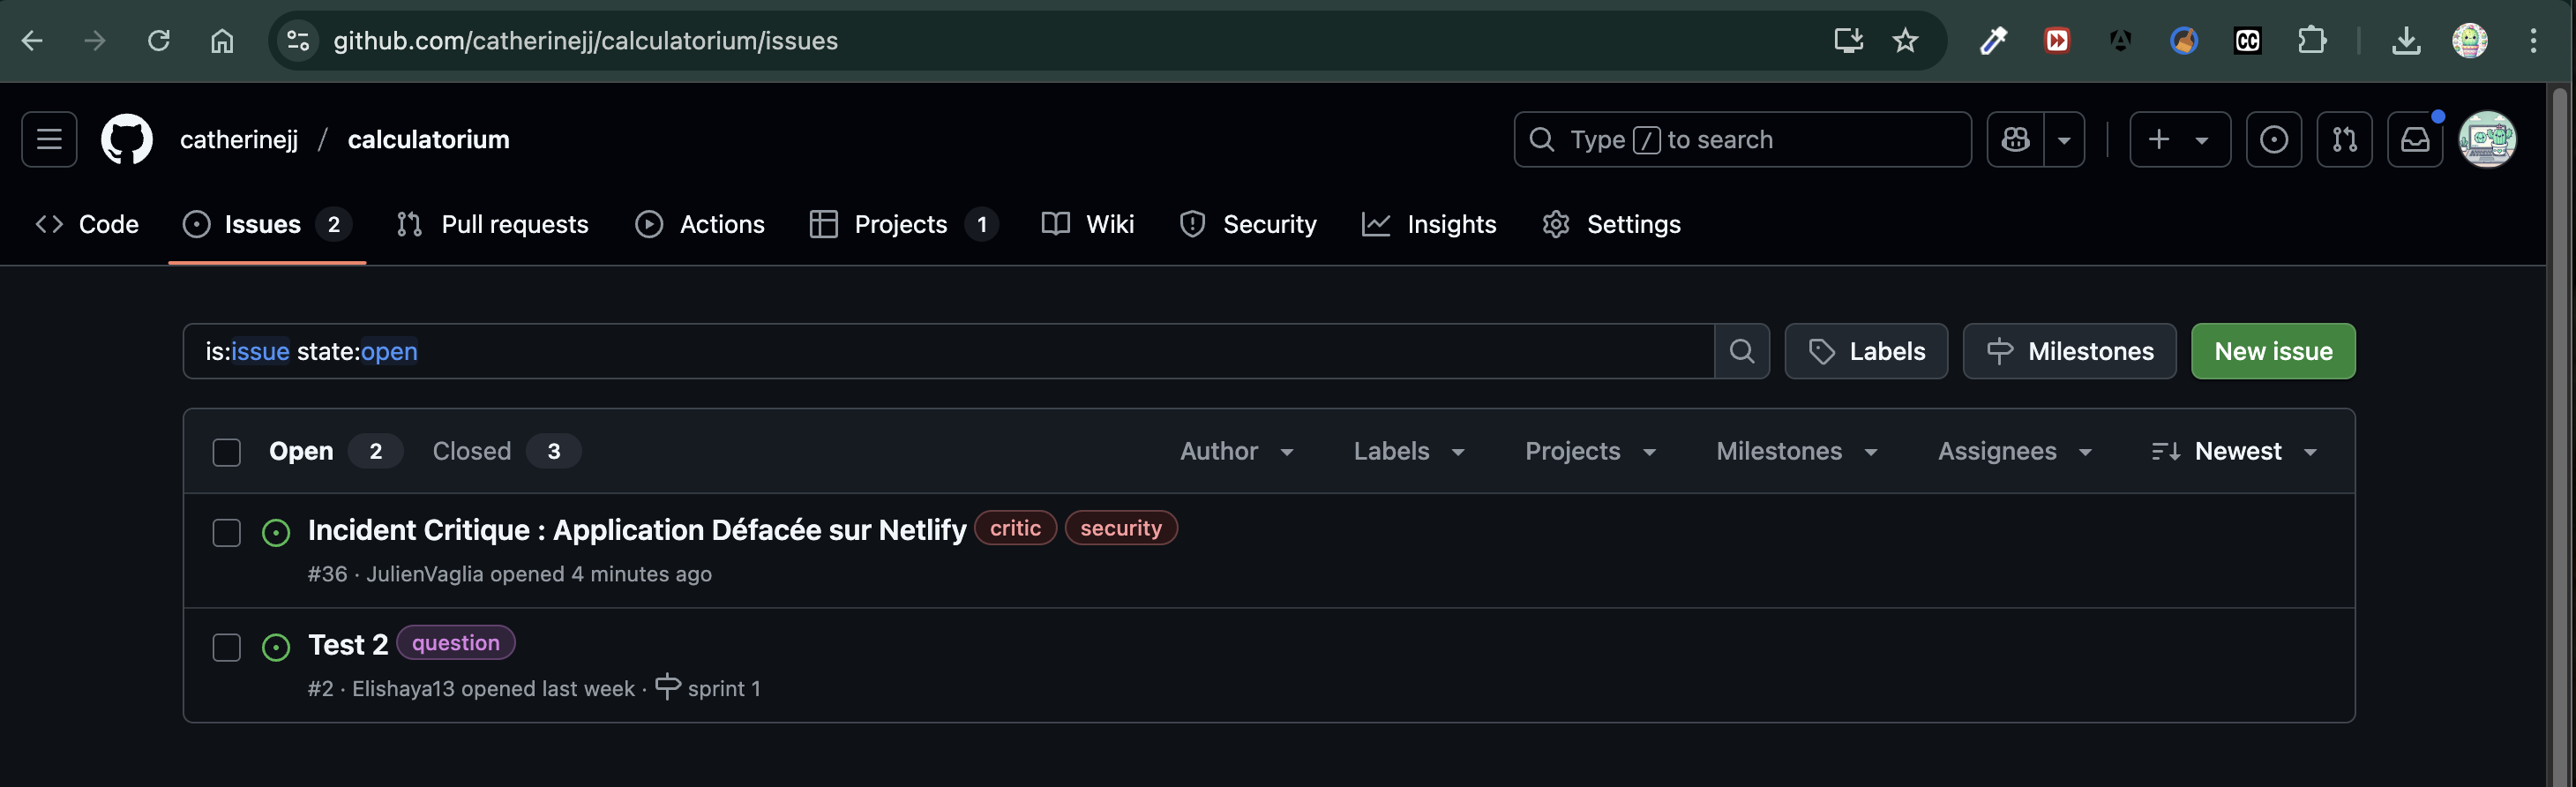 github.com/catherinejj/calculatorium/issues
catherinejj / calculatorium
Type / to search
Code Issues 2 Pull requests Actions Projects 1 Wiki Security Insights Settings
is:issue state:open
Labels Milestones New issue
Open 2 Closed 3 Author Labels Projects Milestones Assignees Newest
Incident Critique : Application Défacée sur Netlify critic security
#36 · JulienVaglia opened 4 minutes ago
Test 2 question
#2 · Elishaya13 opened last week · sprint 1
CC